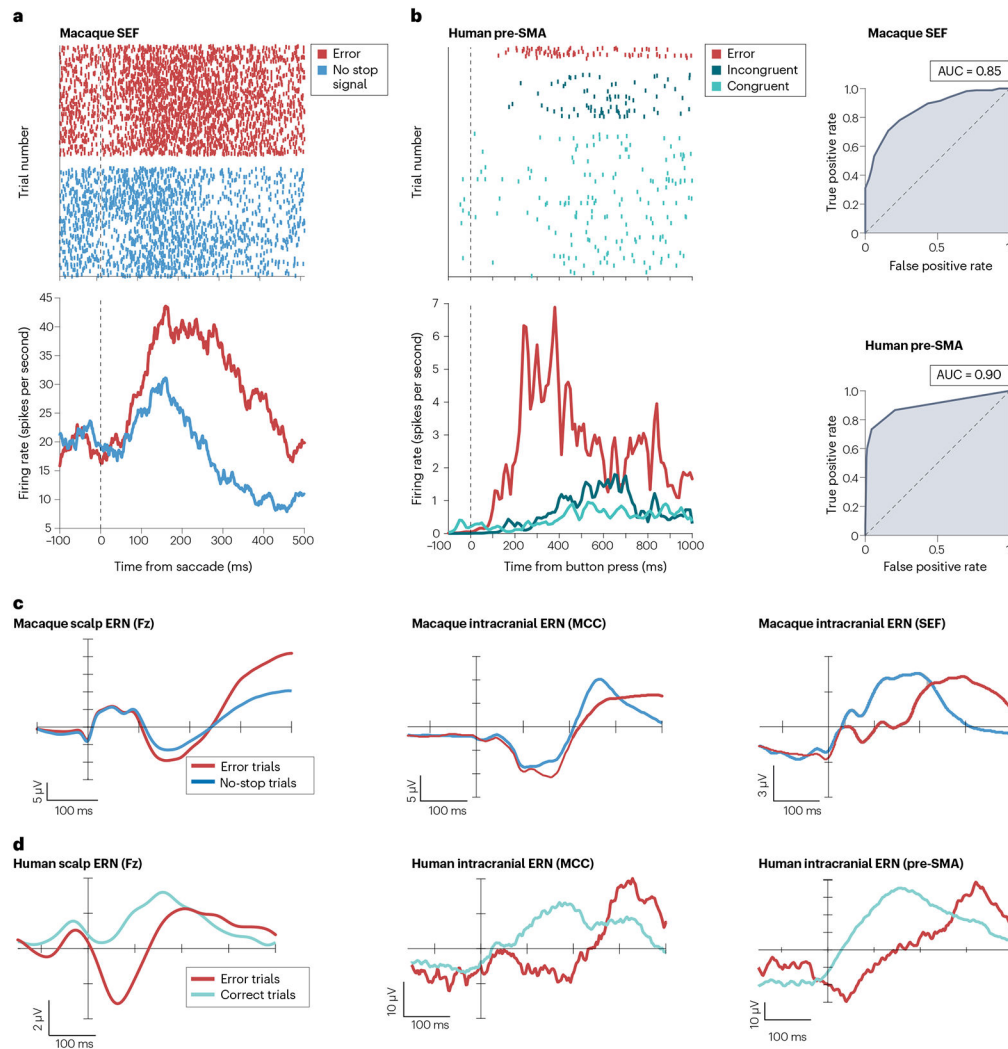 a
Macaque SEF
Error
No stop
signal
Trial number
45
40
35
30
25
20
15
10
5
Firing rate (spikes per second)
-100
0
100
200
300
400
500
Time from saccade (ms)
b
Human pre-SMA
Error
Incongruent
Congruent
Trial number
7
6
5
4
3
2
1
0
Firing rate (spikes per second)
-100
0
200
400
600
800
1000
Time from button press (ms)
Macaque SEF
AUC = 0.85
1.0
0.8
0.6
0.4
0.2
0
True positive rate
0
0.5
1
False positive rate
Human pre-SMA
AUC = 0.90
1.0
0.8
0.6
0.4
0.2
0
True positive rate
0
0.5
1
False positive rate
c
Macaque scalp ERN (Fz)
Error trials
No-stop trials
5 µV
100 ms
Macaque intracranial ERN (MCC)
5 µV
100 ms
Macaque intracranial ERN (SEF)
3 µV
100 ms
d
Human scalp ERN (Fz)
Error trials
Correct trials
2 µV
100 ms
Human intracranial ERN (MCC)
10 µV
100 ms
Human intracranial ERN (pre-SMA)
10 µV
100 ms